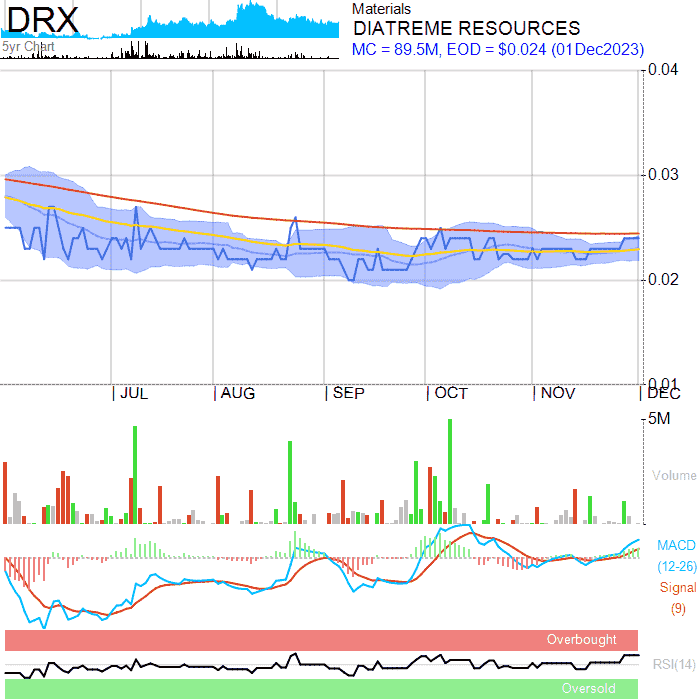 DRX
5yr Chart
Materials
DIATREME RESOURCES
MC = 89.5M, EOD = $0.024 (01Dec2023)
0.04
0.03
0.02
0.01
JUL AUG SEP OCT NOV DEC
5M
Volume
MACD
(12-26)
Signal
(9)
Overbought
RSI(14)
Oversold